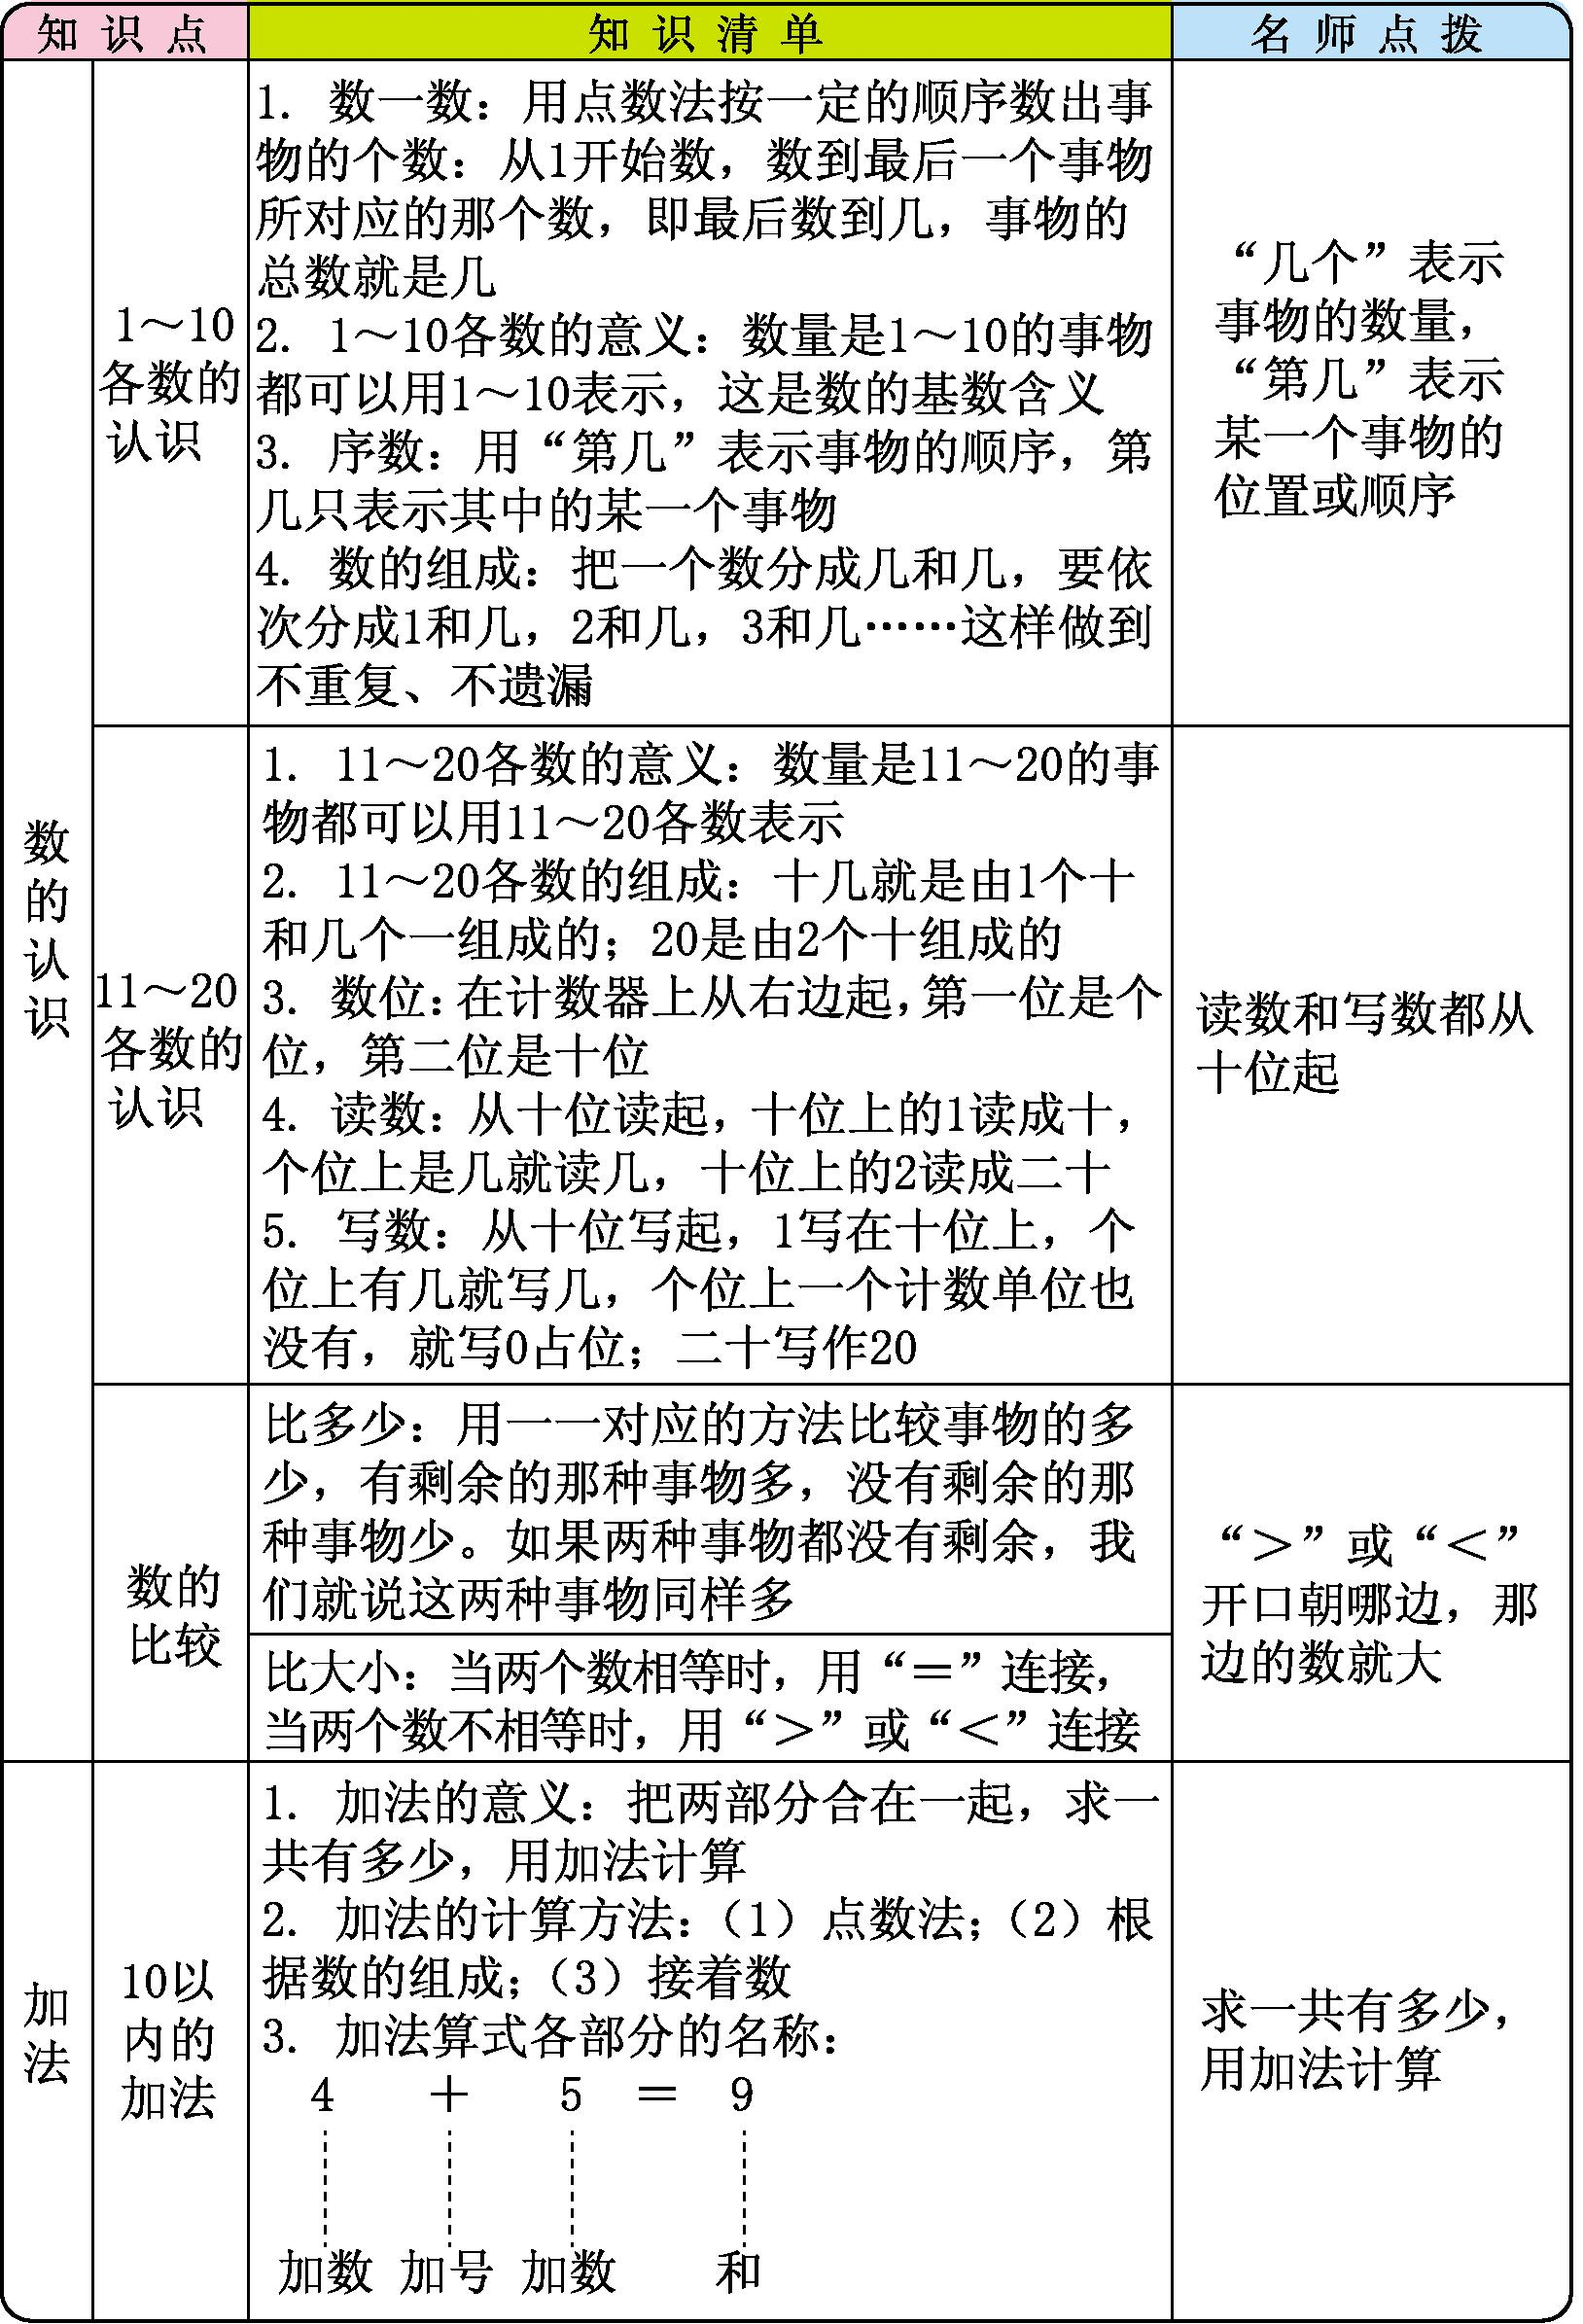 知识点
知识清单
名师点拨
数的认识
1～10
各数的
认识
1. 数一数：用点数法按一定的顺序数出事
物的个数：从1开始数，数到最后一个事物
所对应的那个数，即最后数到几，事物的
总数就是几
2. 1～10各数的意义：数量是1～10的事物
都可以用1～10表示，这是数的基数含义
3. 序数：用“第几”表示事物的顺序，第
几只表示其中的某一个事物
4. 数的组成：把一个数分成几和几，要依
次分成1和几，2和几，3和几……这样做到
不重复、不遗漏
“几个”表示
事物的数量，
“第几”表示
某一个事物的
位置或顺序
11～20
各数的
认识
1. 11～20各数的意义：数量是11～20的事
物都可以用11～20各数表示
2. 11～20各数的组成：十几就是由1个十
和几个一组成的；20是由2个十组成的
3. 数位：在计数器上从右边起，第一位是个
位，第二位是十位
4. 读数：从十位读起，十位上的1读成十，
个位上是几就读几，十位上的2读成二十
5. 写数：从十位写起，1写在十位上，个
位上有几就写几，个位上一个计数单位也
没有，就写0占位；二十写作20
读数和写数都从
十位起
数的
比较
比多少：用一一对应的方法比较事物的多
少，有剩余的那种事物多，没有剩余的那
种事物少。如果两种事物都没有剩余，我
们就说这两种事物同样多
比大小：当两个数相等时，用“＝”连接，
当两个数不相等时，用“＞”或“＜”连接
“＞”或“＜”
开口朝哪边，那
边的数就大
加法
10以
内的
加法
1. 加法的意义：把两部分合在一起，求一
共有多少，用加法计算
2. 加法的计算方法：（1）点数法；（2）根
据数的组成；（3）接着数
3. 加法算式各部分的名称：
4 ＋ 5 ＝ 9
加数 加号 加数 和
求一共有多少，
用加法计算